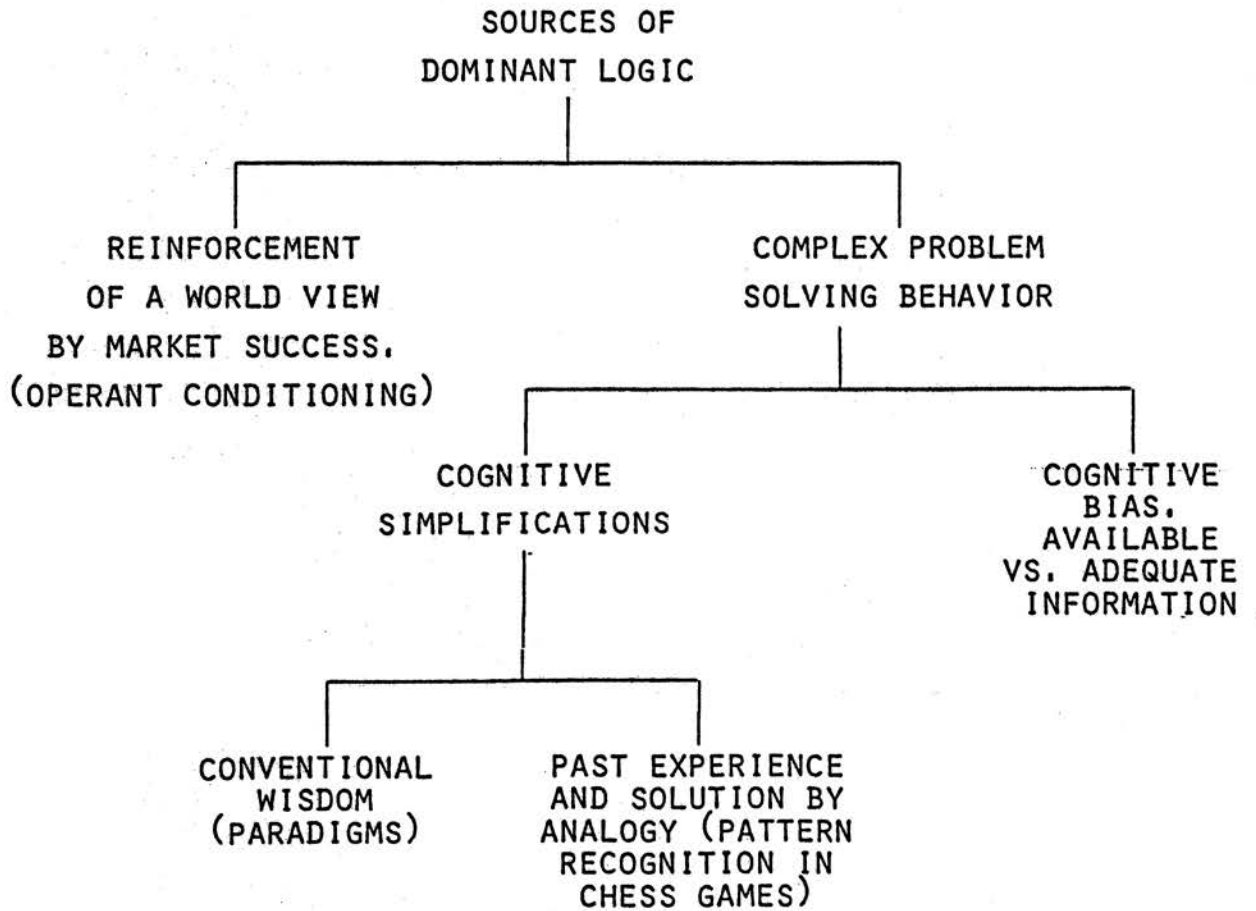 SOURCES OF
DOMINANT LOGIC
REINFORCEMENT
OF A WORLD VIEW
BY MARKET SUCCESS.
(OPERANT CONDITIONING)
COMPLEX PROBLEM
SOLVING BEHAVIOR
COGNITIVE
SIMPLIFICATIONS
COGNITIVE
BIAS.
AVAILABLE
VS. ADEQUATE
INFORMATION
CONVENTIONAL
WISDOM
(PARADIGMS)
PAST EXPERIENCE
AND SOLUTION BY
ANALOGY (PATTERN
RECOGNITION IN
CHESS GAMES)